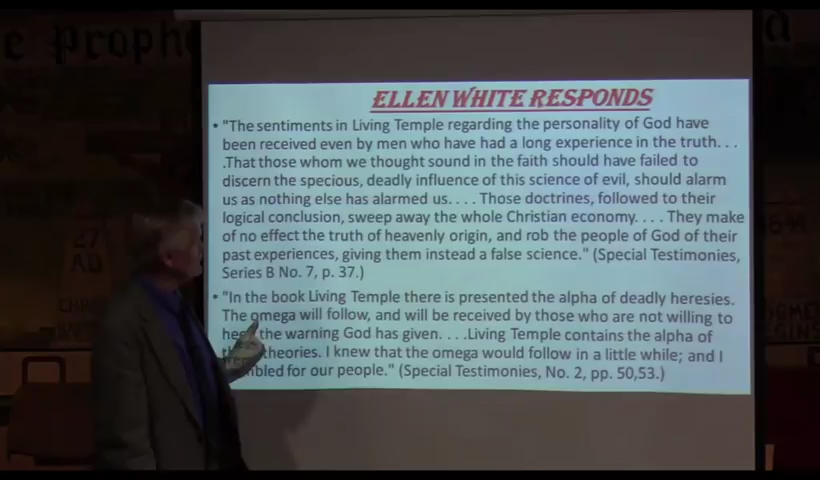 e Prophe
ELLEN WHITE RESPONDS
• "The sentiments in Living Temple regarding the personality of God have
been received even by men who have had a long experience in the truth. . .
.That those whom we thought sound in the faith should have failed to
discern the specious, deadly influence of this science of evil, should alarm
us as nothing else has alarmed us. . . . Those doctrines, followed to their
logical conclusion, sweep away the whole Christian economy. . . . They make
of no effect the truth of heavenly origin, and rob the people of God of their
past experiences, giving them instead a false science." (Special Testimonies,
Series B No. 7, p. 37.)
• "In the book Living Temple there is presented the alpha of deadly heresies.
The omega will follow, and will be received by those who are not willing to
the warning God has given. . . .Living Temple contains the alpha of
theories. I knew that the omega would follow in a little while; and I
for our people." (Special Testimonies, No. 2, pp. 50,53.)
27
AD